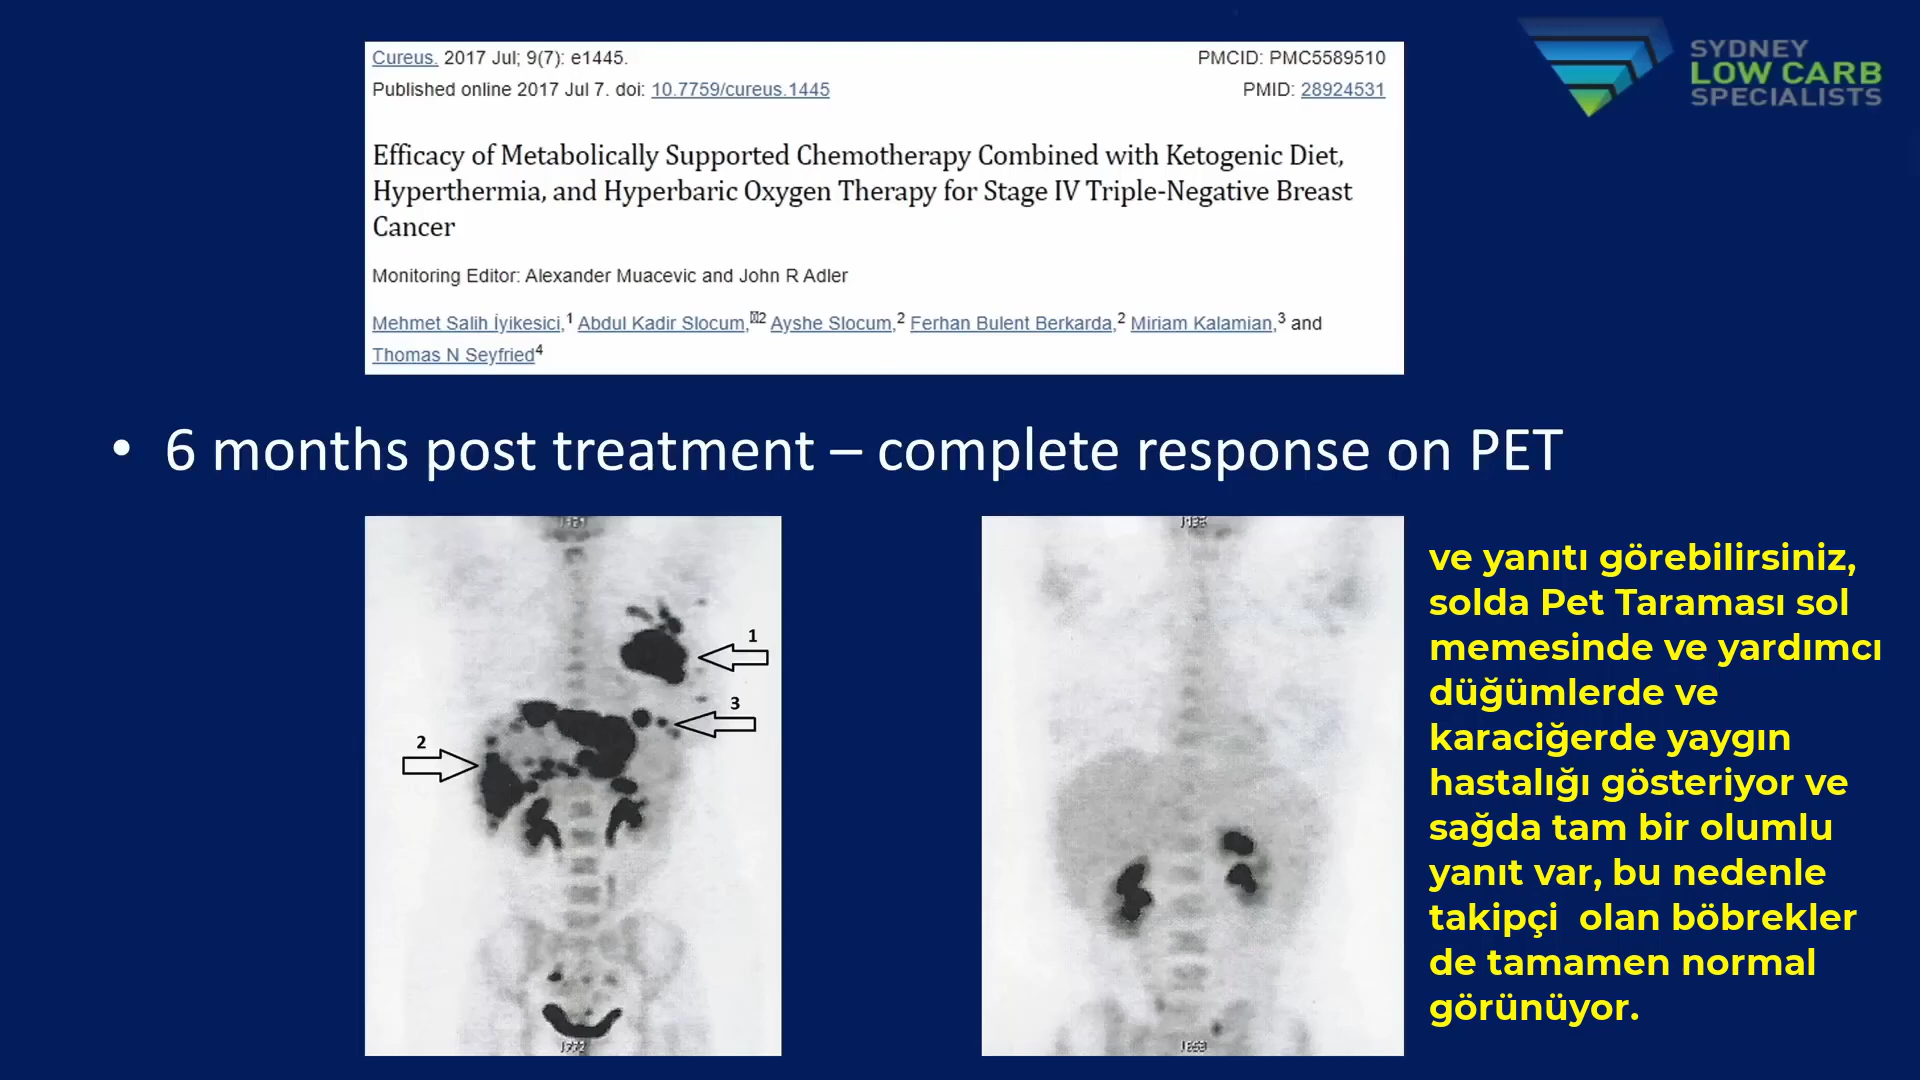 Cureus. 2017 Jul; 9(7): e1445.
PMCID: PMC5589510
Published online 2017 Jul 7. doi: 10.7759/cureus.1445
PMID: 28924531
SYDNEY
LOW CARB
SPECIALISTS
Efficacy of Metabolically Supported Chemotherapy Combined with Ketogenic Diet,
Hyperthermia, and Hyperbaric Oxygen Therapy for Stage IV Triple-Negative Breast
Cancer
Monitoring Editor: Alexander Muacevic and John R Adler
Mehmet Salih İyikesici,1 Abdul Kadir Slocum,2 Ayshe Slocum,2 Ferhan Bulent Berkarda,2 Miriam Kalamian,3 and
Thomas N Seyfried4
• 6 months post treatment – complete response on PET
1
3
2
ve yanıtı görebilirsiniz,
solda Pet Taraması sol
memesinde ve yardımcı
düğümlerde ve
karaciğerde yaygın
hastalığı gösteriyor ve
sağda tam bir olumlu
yanıt var, bu nedenle
takipçi  olan böbrekler
de tamamen normal
görünüyor.